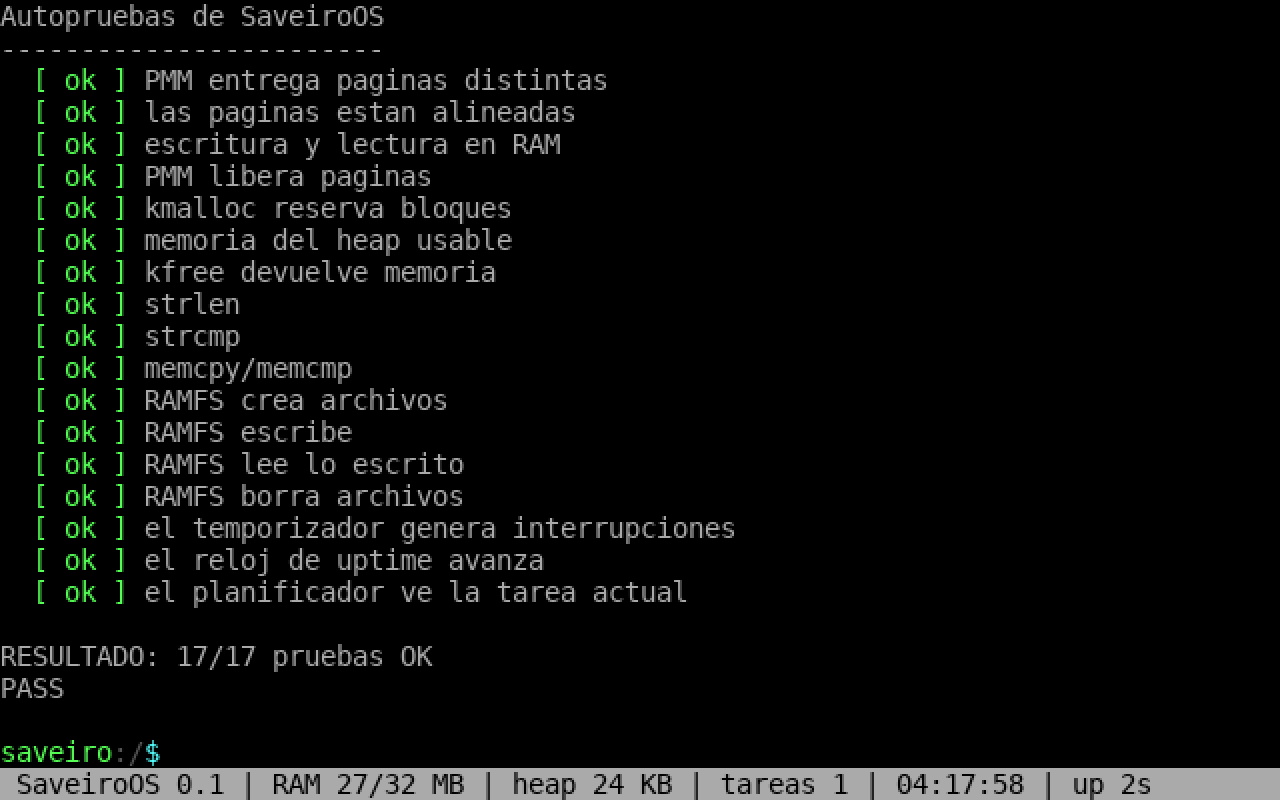 Autopruebas de SaveiroOS
------------------------
[ ok ] PMM entrega paginas distintas
[ ok ] las paginas estan alineadas
[ ok ] escritura y lectura en RAM
[ ok ] PMM libera paginas
[ ok ] kmalloc reserva bloques
[ ok ] memoria del heap usable
[ ok ] kfree devuelve memoria
[ ok ] strlen
[ ok ] strcmp
[ ok ] memcpy/memcmp
[ ok ] RAMFS crea archivos
[ ok ] RAMFS escribe
[ ok ] RAMFS lee lo escrito
[ ok ] RAMFS borra archivos
[ ok ] el temporizador genera interrupciones
[ ok ] el reloj de uptime avanza
[ ok ] el planificador ve la tarea actual
RESULTADO: 17/17 pruebas OK
PASS
saveiro:/$
SaveiroOS 0.1 | RAM 27/32 MB | heap 24 KB | tareas 1 | 04:17:58 | up 2s